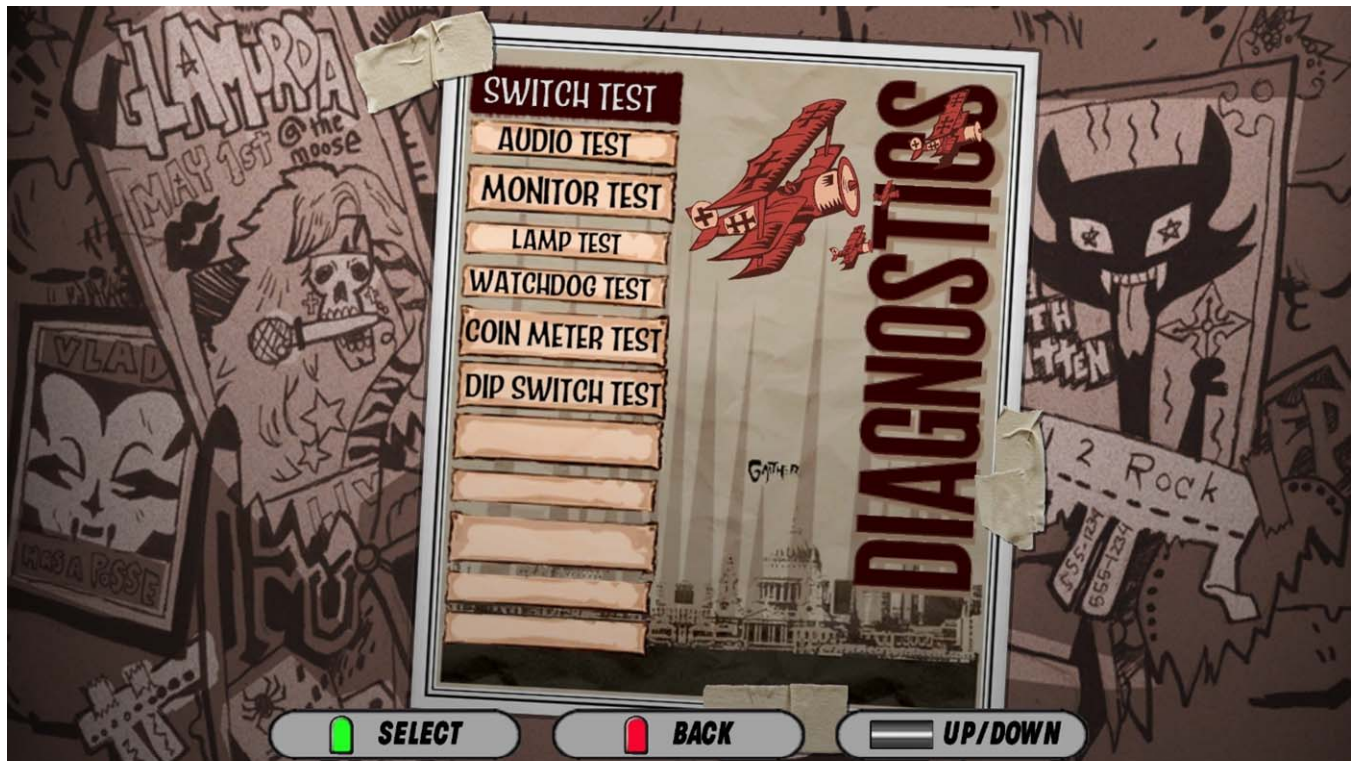 GLAMURDA
MAY 1st @ the
moose
VLAD
HAS A POSSE
SWITCH TEST
AUDIO TEST
MONITOR TEST
LAMP TEST
WATCHDOG TEST
COIN METER TEST
DIP SWITCH TEST
DIAGNOSTICS
GAITHER
2 ROCK
555-1234
555-1234
SELECT
BACK
UP/DOWN